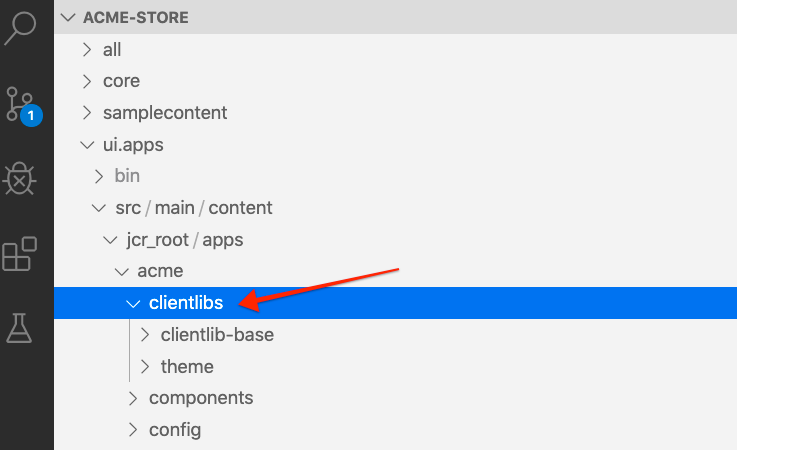 ACME-STORE
all
core
samplecontent
1
ui.apps
bin
src / main / content
jcr_root / apps
acme
clientlibs
clientlib-base
theme
components
config